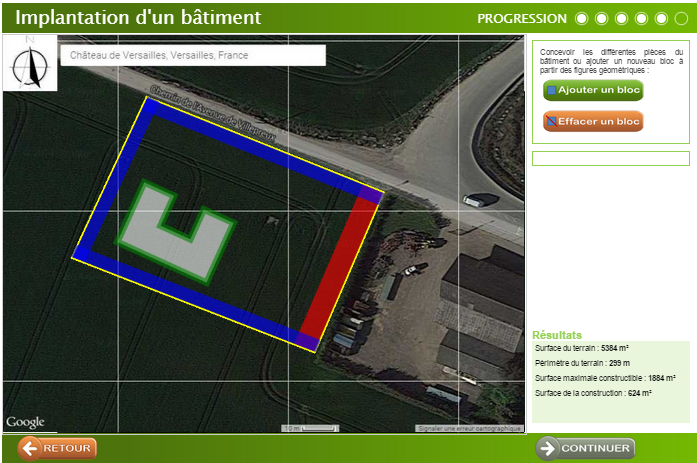 Implantation d'un bâtiment
PROGRESSION
N
Château de Versailles, Versailles, France
Chemin de l'Avenue de Villepreux
Concevoir les différentes pièces du
bâtiment ou ajouter un nouveau bloc à
partir des figures géométriques :
Ajouter un bloc
Effacer un bloc
Résultats
Surface du terrain : 5384 m²
Périmètre du terrain : 299 m
Surface maximale constructible : 1884 m²
Surface de la construction : 624 m²
Google
10 m
Signaler une erreur cartographique
RETOUR
CONTINUER